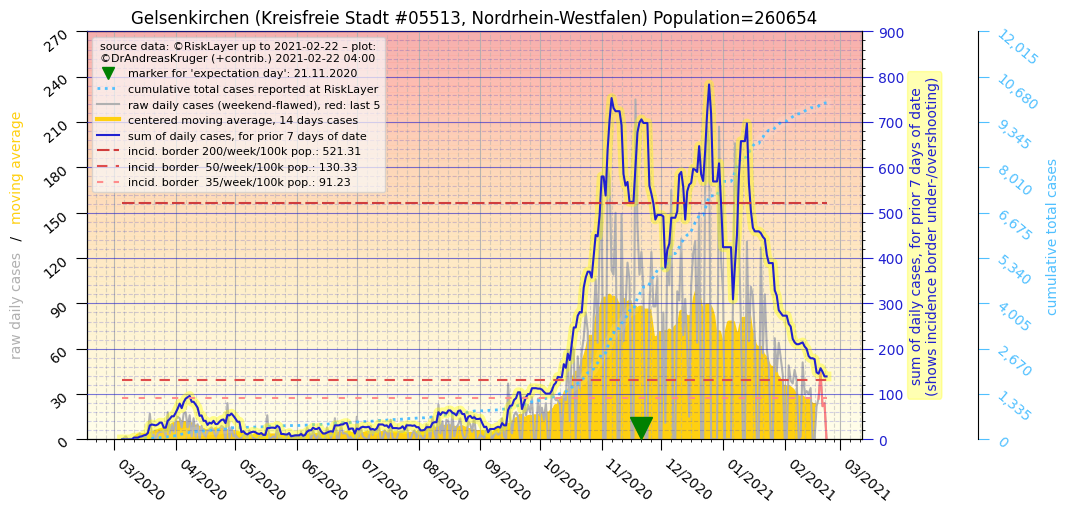 Gelsenkirchen (Kreisfreie Stadt #05513, Nordrhein-Westfalen) Population=260654
source data: ©RiskLayer up to 2021-02-22 – plot:
©DrAndreasKruger (+contrib.) 2021-02-22 04:00
marker for 'expectation day': 21.11.2020
cumulative total cases reported at RiskLayer
raw daily cases (weekend-flawed), red: last 5
centered moving average, 14 days cases
sum of daily cases, for prior 7 days of date
incid. border 200/week/100k pop.: 521.31
incid. border  50/week/100k pop.: 130.33
incid. border  35/week/100k pop.: 91.23
raw daily cases / moving average
270
240
210
180
150
120
90
60
30
0
03/2020
04/2020
05/2020
06/2020
07/2020
08/2020
09/2020
10/2020
11/2020
12/2020
01/2021
02/2021
03/2021
900
800
700
600
500
400
300
200
100
0
sum of daily cases, for prior 7 days of date
(shows incidence border under-/overshooting)
12,015
10,680
9,345
8,010
6,675
5,340
4,005
2,670
1,335
0
cumulative total cases